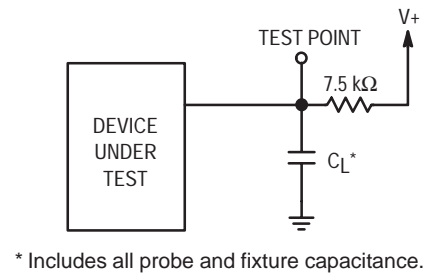 V+
TEST POINT
7.5 kΩ
DEVICE
UNDER
TEST
CL*
* Includes all probe and fixture capacitance.